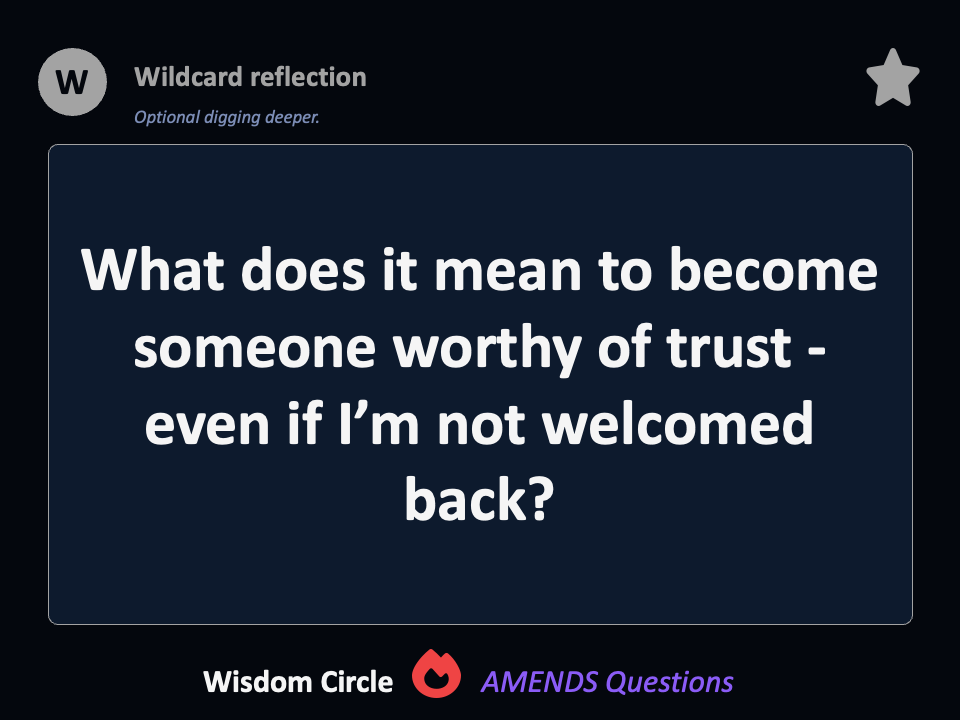 W
Wildcard reflection
Optional digging deeper.
What does it mean to become
someone worthy of trust -
even if I’m not welcomed
back?
Wisdom Circle AMENDS Questions